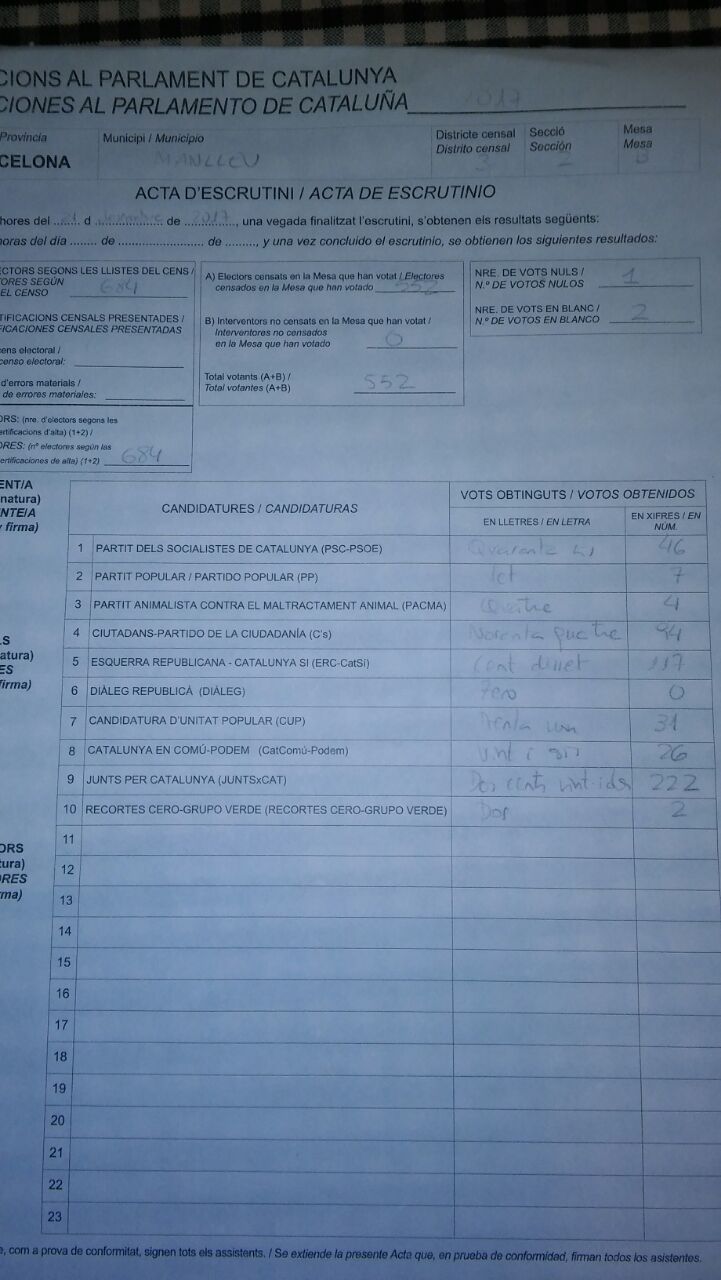 CIONS AL PARLAMENT DE CATALUNYA
CIONES AL PARLAMENTO DE CATALUÑA 2017
Provincia Municipi / Municipio Districte censal Secció Mesa
Distrito censal Sección Mesa
CELONA MANLLEU 3 2 B
ACTA D'ESCRUTINI / ACTA DE ESCRUTINIO
hores del 21 d desembre de 2017, una vegada finalitzat l'escrutini, s'obtenen els resultats següents:
horas del día ........ de ........................ de ........., y una vez concluido el escrutinio, se obtienen los siguientes resultados:
ECTORS SEGONS LES LLISTES DEL CENS /
TORES SEGÚN
EL CENSO 684
TIFICACIONS CENSALS PRESENTADES /
FICACIONES CENSALES PRESENTADAS
cens electoral /
censo electoral:
d'errors materials /
de errores materiales:
ORS: (nre. d'electors segons les
ertificacions d'alta) (1+2) /
ORES: (nº electores según las
ertificaciones de alta) (1+2) 684
A) Electors censats en la Mesa que han votat / Electores
censados en la Mesa que han votado 552
B) Interventors no censats en la Mesa que han votat /
Interventores no censados
en la Mesa que han votado 0
Total votants (A+B) /
Total votantes (A+B) 552
NRE. DE VOTS NULS /
N.º DE VOTOS NULOS 1
NRE. DE VOTS EN BLANC /
N.º DE VOTOS EN BLANCO 2
ENT/A
natura)
NTE/A
y firma)
CANDIDATURES / CANDIDATURAS VOTS OBTINGUTS / VOTOS OBTENIDOS
EN LLETRES / EN LETRA EN XIFRES / EN NÚM.
1 PARTIT DELS SOCIALISTES DE CATALUNYA (PSC-PSOE) Quaranta sis 46
2 PARTIT POPULAR / PARTIDO POPULAR (PP) set 7
3 PARTIT ANIMALISTA CONTRA EL MALTRACTAMENT ANIMAL (PACMA) Quatre 4
4 CIUTADANS-PARTIDO DE LA CIUDADANÍA (C's) Noranta quatre 94
5 ESQUERRA REPUBLICANA - CATALUNYA SI (ERC-CatSí) Cent disset 117
6 DIÀLEG REPUBLICÀ (DIÀLEG) Zero 0
7 CANDIDATURA D'UNITAT POPULAR (CUP) Trenta un 31
8 CATALUNYA EN COMÚ-PODEM (CatComú-Podem) Vint i sis 26
9 JUNTS PER CATALUNYA (JUNTSxCAT) Dos cents vint-i-dos 222
10 RECORTES CERO-GRUPO VERDE (RECORTES CERO-GRUPO VERDE) Dos 2
11
12
13
14
15
16
17
18
19
20
21
22
23
LS
atura)
ES
firma)
ORS
tura)
RES
rma)
e, com a prova de conformitat, signen tots els assistents. / Se extiende la presente Acta que, en prueba de conformidad, firman todos los asistentes.